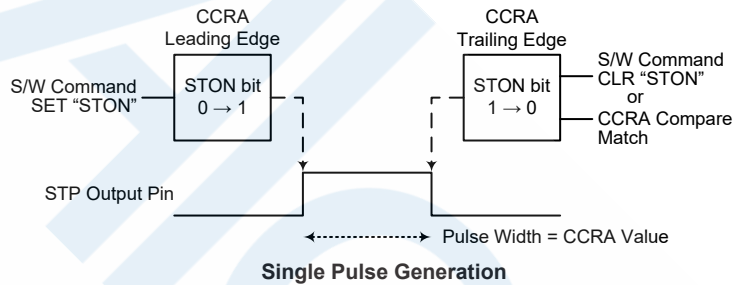 CCRA
Leading Edge
S/W Command
SET “STON”
STON bit
0 → 1
CCRA
Trailing Edge
STON bit
1 → 0
S/W Command
CLR “STON”
or
CCRA Compare
Match
STP Output Pin
Pulse Width = CCRA Value
Single Pulse Generation